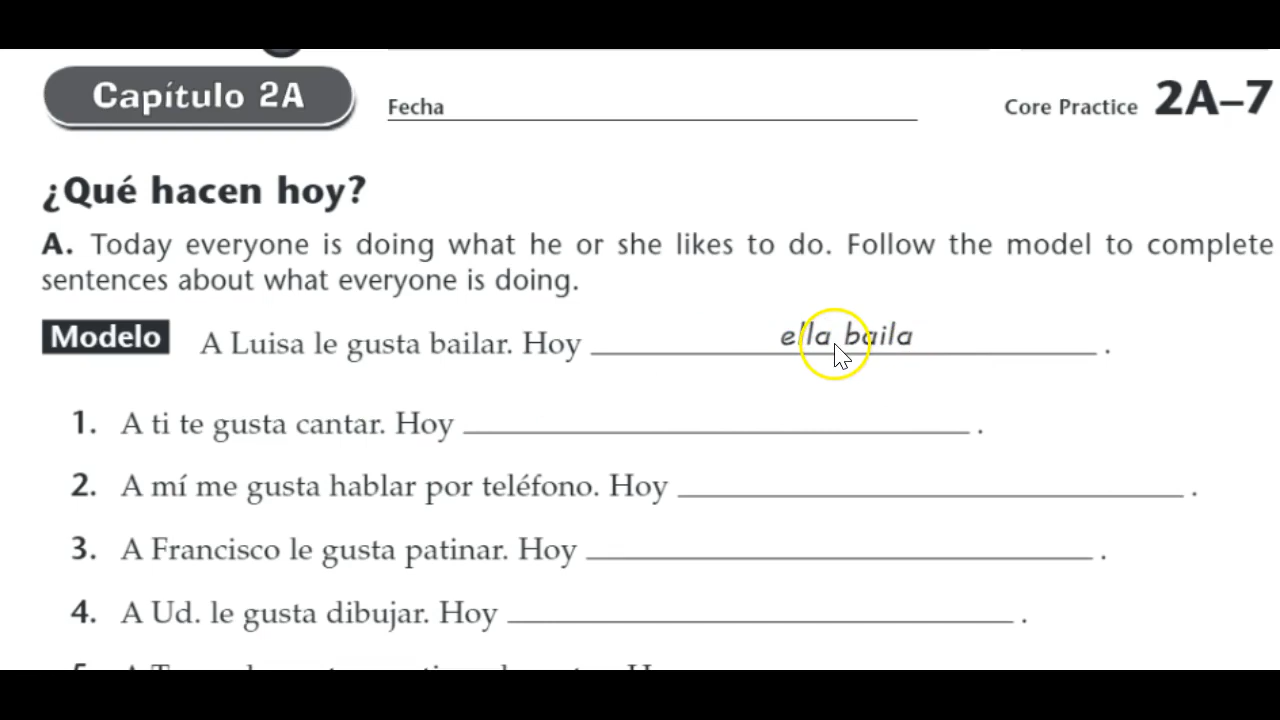 Capítulo 2A
Fecha
Core Practice 2A–7
¿Qué hacen hoy?
A. Today everyone is doing what he or she likes to do. Follow the model to complete
sentences about what everyone is doing.
Modelo A Luisa le gusta bailar. Hoy ella baila .
1. A ti te gusta cantar. Hoy .
2. A mí me gusta hablar por teléfono. Hoy .
3. A Francisco le gusta patinar. Hoy .
4. A Ud. le gusta dibujar. Hoy .